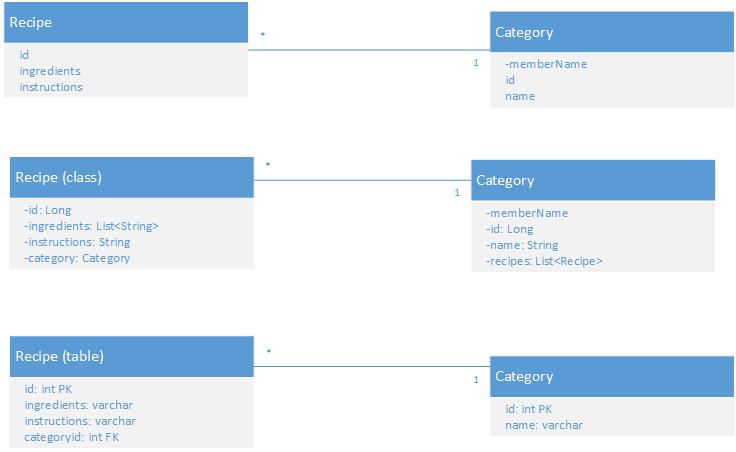 Recipe
id
ingredients
instructions
*
1
Category
-memberName
id
name
Recipe (class)
-id: Long
-ingredients: List<String>
-instructions: String
-category: Category
*
1
Category
-memberName
-id: Long
-name: String
-recipes: List<Recipe>
Recipe (table)
id: int PK
ingredients: varchar
instructions: varchar
categoryid: int FK
*
1
Category
id: int PK
name: varchar